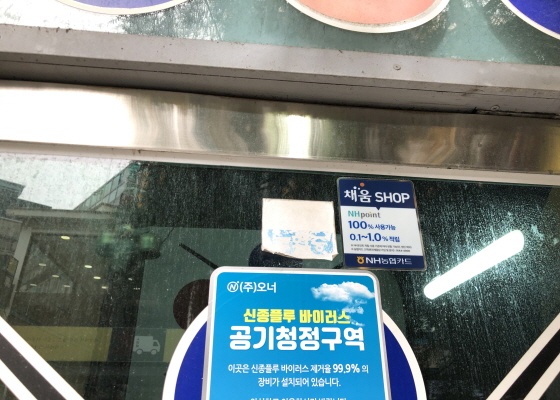 채움 SHOP
NHpoint
100% 사용가능
0.1~1.0% 적립
NH농협카드
N (주)오너
신종플루 바이러스
공기청정구역
이곳은 신종플루 바이러스 제거율 99.9% 의
장비가 설치되어 있습니다.